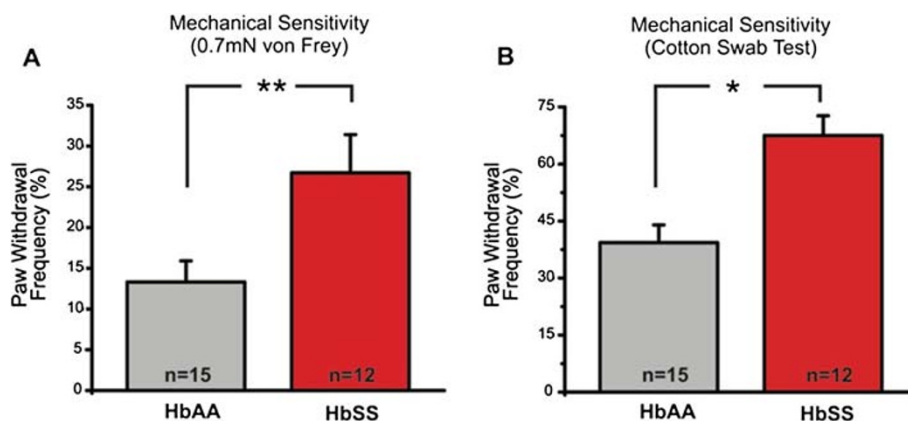 A
Mechanical Sensitivity
(0.7mN von Frey)
**
Paw Withdrawal
Frequency (%)
35
30
25
20
15
10
5
0
n=15
n=12
HbAA
HbSS
B
Mechanical Sensitivity
(Cotton Swab Test)
*
Paw Withdrawal
Frequency (%)
75
60
45
30
15
0
n=15
n=12
HbAA
HbSS